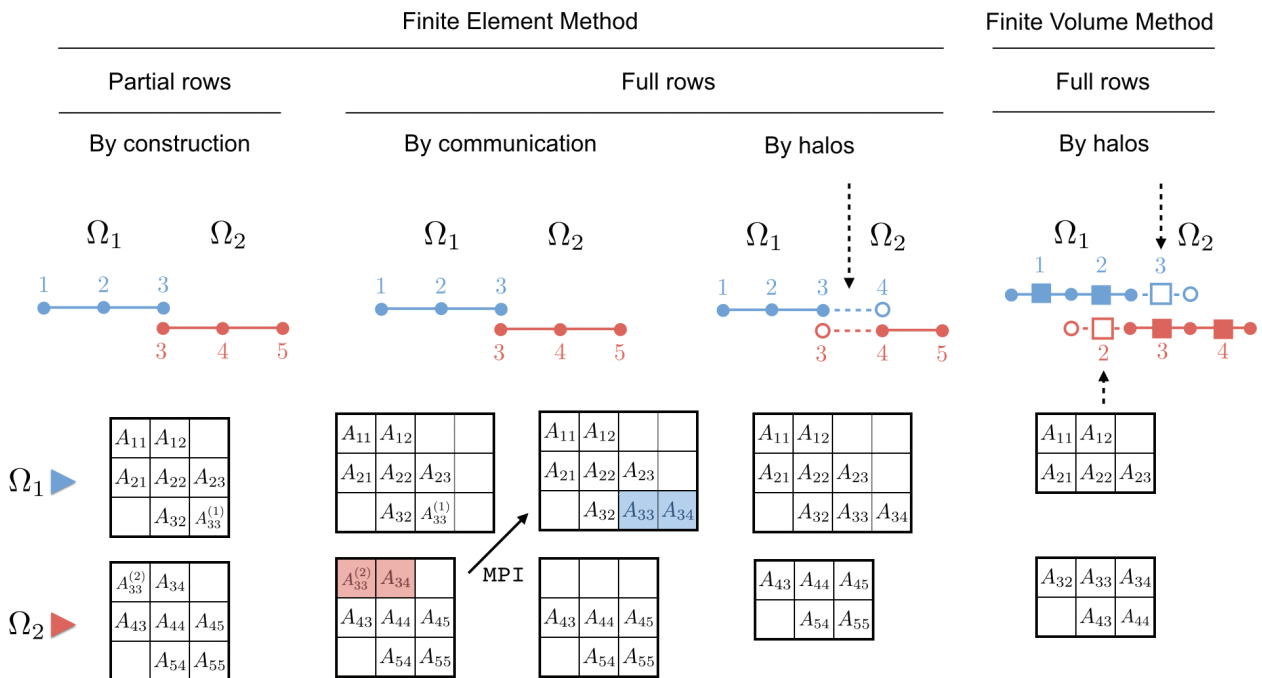 Finite Element Method Finite Volume Method
Partial rows Full rows Full rows
By construction By communication By halos By halos
Ω1 Ω2 Ω1 Ω2 Ω1 Ω2 Ω1 Ω2
1 2 3 1 2 3 1 2 3 4 1 2 3
3 4 5 3 4 5 3 4 5 2 3 4
Ω1
A11 A12 A11 A12 A11 A12 A11 A12 A11 A12
A21 A22 A23 A21 A22 A23 A21 A22 A23 A21 A22 A23 A21 A22 A23
A32 A33(1) A32 A33(1) A32 A33 A34 A32 A33 A34
MPI
Ω2
A33(2) A34 A33(2) A34 A43 A44 A45 A32 A33 A34
A43 A44 A45 A43 A44 A45 A43 A44 A45 A54 A55 A43 A44
A54 A55 A54 A55 A54 A55